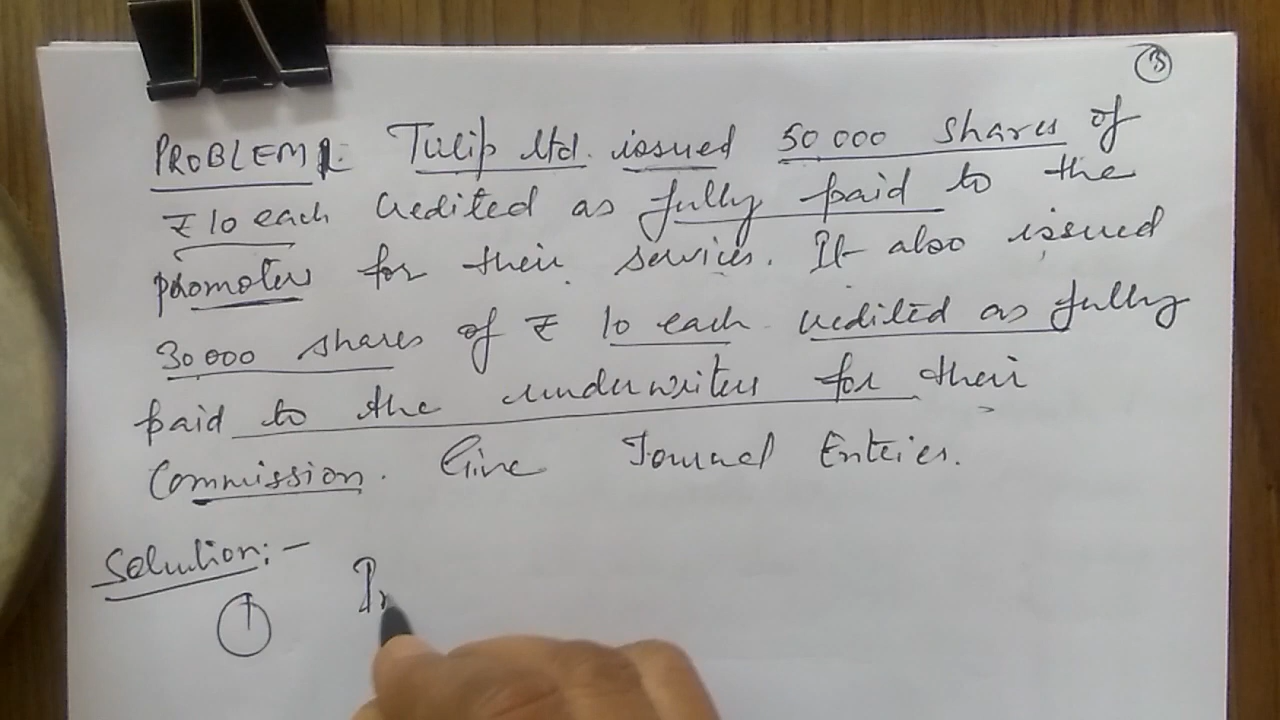 3
PROBLEM 1. Tulip Ltd. issued 50 000 shares of
₹ 10 each credited as fully paid to the
promoters for their services. It also issued
30 000 shares of ₹ 10 each credited as fully
paid to the underwriters for their
Commission. Give Journal Entries.
Solution:-
1